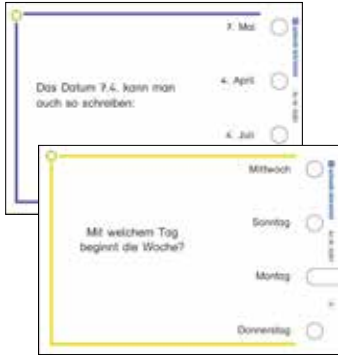 7. Mai
Das Datum 7.4. kann man
auch so schreiben:
4. April
4. Juli
Mittwoch
Sonntag
Mit welchem Tag
beginnt die Woche?
Montag
Donnerstag